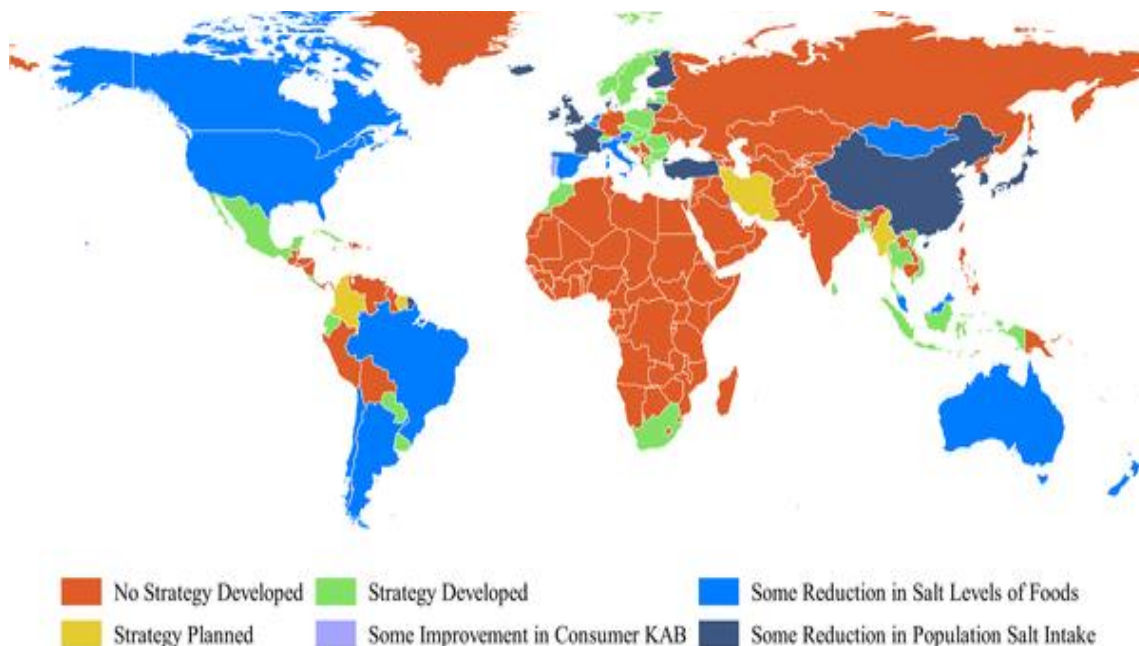 No Strategy Developed
Strategy Developed
Some Reduction in Salt Levels of Foods
Strategy Planned
Some Improvement in Consumer KAB
Some Reduction in Population Salt Intake